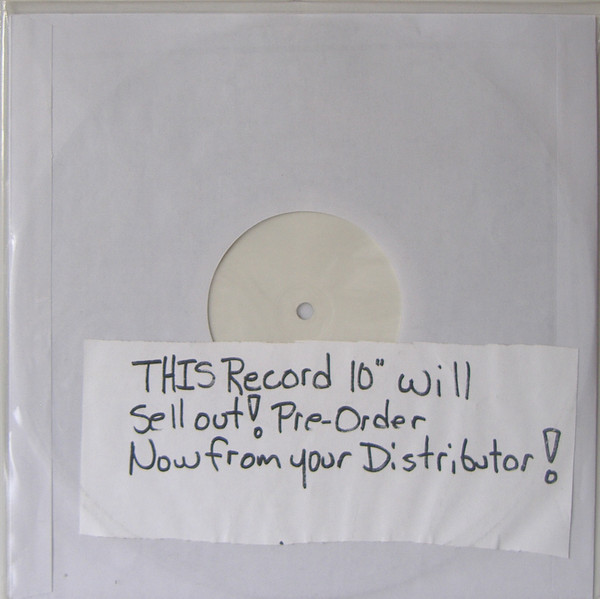 THIS Record 10" will
Sell out! Pre-Order
Now from your Distributor!